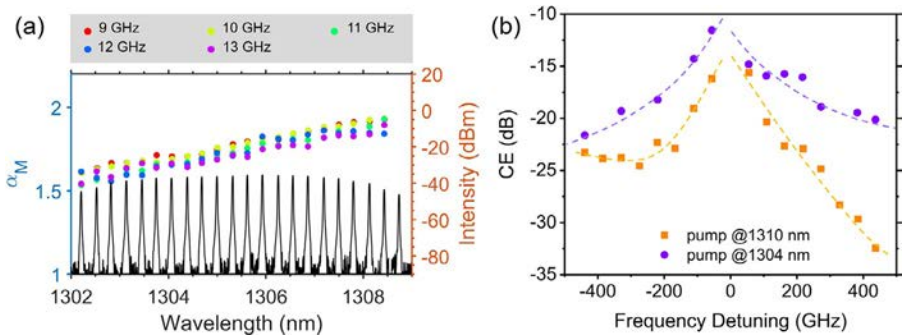 (a)
9 GHz 10 GHz 11 GHz
12 GHz 13 GHz
2
1.5
1
αM
20
0
-20
-40
-60
-80
Intensity (dBm)
1302 1304 1306 1308
Wavelength (nm)
(b)
-10
-15
-20
-25
-30
-35
CE (dB)
pump @1310 nm
pump @1304 nm
-400 -200 0 200 400
Frequency Detuning (GHz)